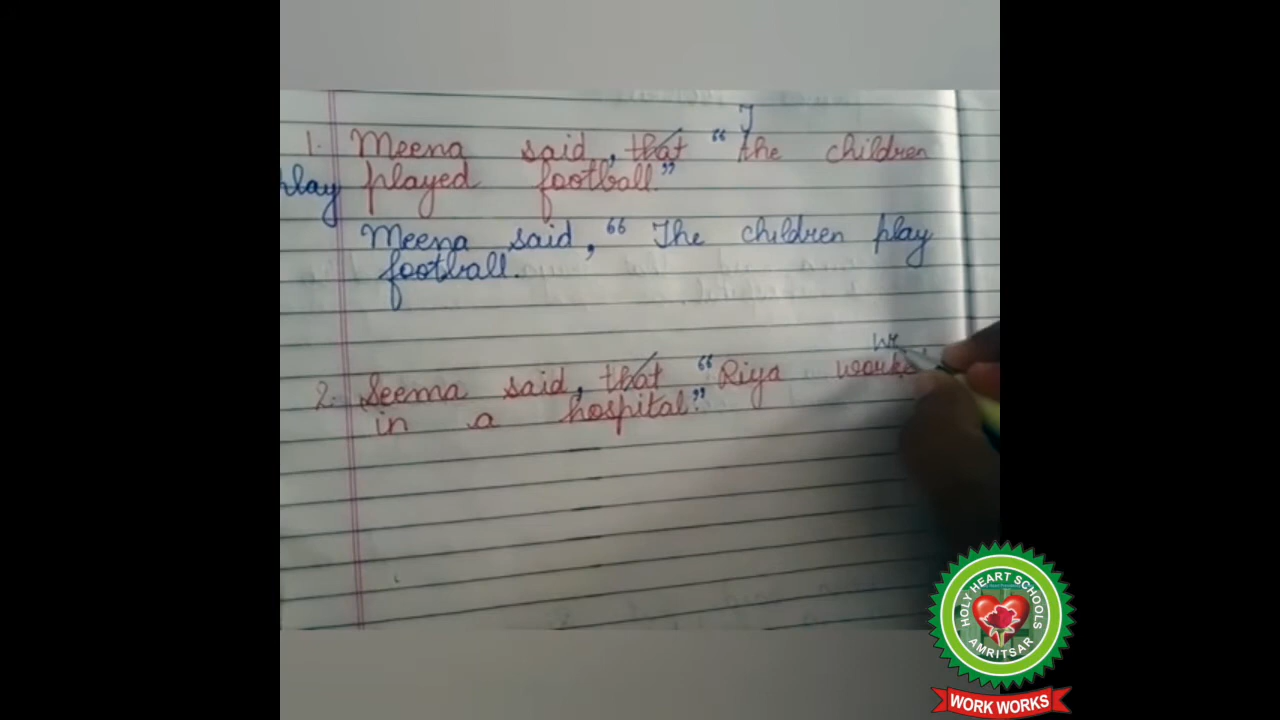 T
1. Meena said, that “the children
play played football.”
Meena said, “ The children play
football.
2. Seema said, that “Riya works
in a hospital.”
HOLY HEART SCHOOLS
AMRITSAR
WORK WORKS